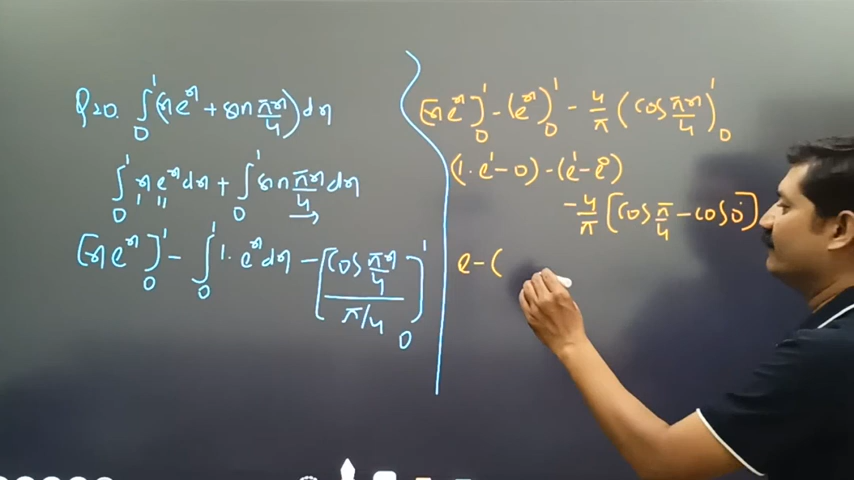 Q20. ∫₀¹ (xeˣ + sin πx/4) dx
∫₀¹ x eˣ dx + ∫₀¹ sin πx/4 dx
[xeˣ]₀¹ - ∫₀¹ 1. eˣ dx - [cos πx/4 / π/4]₀¹
[xeˣ]₀¹ - (eˣ)₀¹ - 4/π (cos πx/4)₀¹
(1. e¹ - 0) - (e¹ - e⁰)
- 4/π [cos π/4 - cos 0°]
e - (